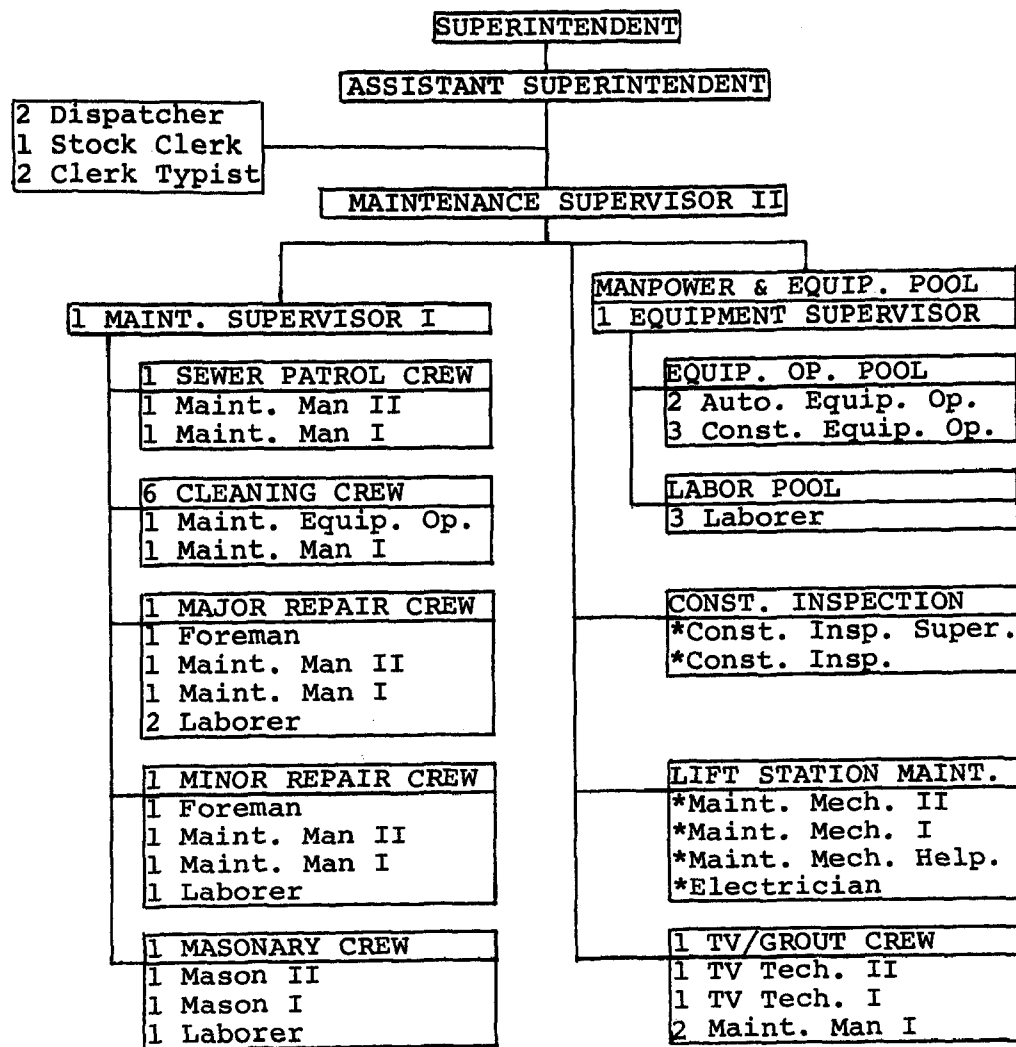 SUPERINTENDENT
ASSISTANT SUPERINTENDENT
2 Dispatcher
1 Stock Clerk
2 Clerk Typist
MAINTENANCE SUPERVISOR II
1 MAINT. SUPERVISOR I
1 SEWER PATROL CREW
1 Maint. Man II
1 Maint. Man I
6 CLEANING CREW
1 Maint. Equip. Op.
1 Maint. Man I
1 MAJOR REPAIR CREW
1 Foreman
1 Maint. Man II
1 Maint. Man I
2 Laborer
1 MINOR REPAIR CREW
1 Foreman
1 Maint. Man II
1 Maint. Man I
1 Laborer
1 MASONARY CREW
1 Mason II
1 Mason I
1 Laborer
MANPOWER & EQUIP. POOL
1 EQUIPMENT SUPERVISOR
EQUIP. OP. POOL
2 Auto. Equip. Op.
3 Const. Equip. Op.
LABOR POOL
3 Laborer
CONST. INSPECTION
*Const. Insp. Super.
*Const. Insp.
LIFT STATION MAINT.
*Maint. Mech. II
*Maint. Mech. I
*Maint. Mech. Help.
*Electrician
1 TV/GROUT CREW
1 TV Tech. II
1 TV Tech. I
2 Maint. Man I